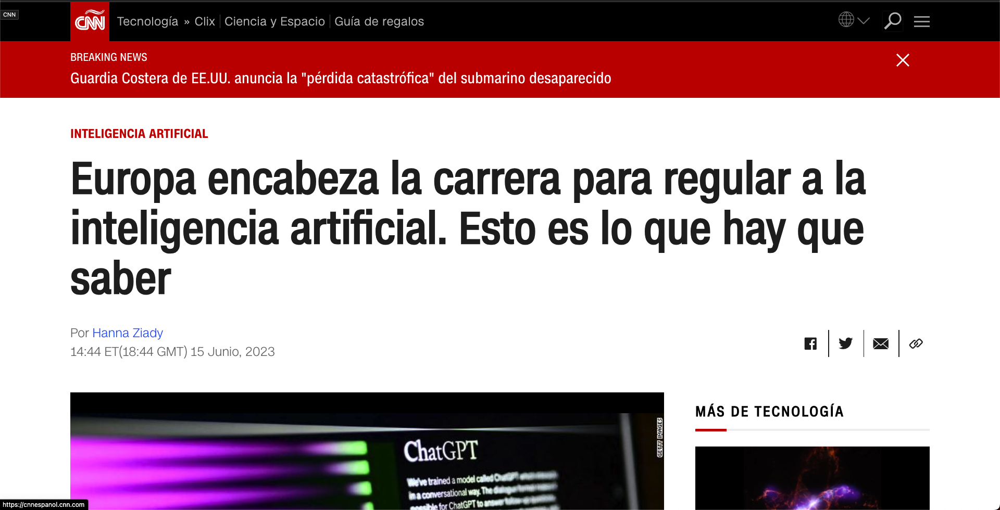 CNN
CNN
Tecnología » Clix Ciencia y Espacio Guía de regalos
BREAKING NEWS
Guardia Costera de EE.UU. anuncia la "pérdida catastrófica" del submarino desaparecido
INTELIGENCIA ARTIFICIAL
Europa encabeza la carrera para regular a la
inteligencia artificial. Esto es lo que hay que
saber
Por Hanna Ziady
14:44 ET(18:44 GMT) 15 Junio, 2023
MÁS DE TECNOLOGÍA
GETTY IMAGES
ChatGPT
We've trained a model called ChatGPT which
in a conversational way. The dialogue format
possible for ChatGPT to answer
https://cnnespanol.cnn.com